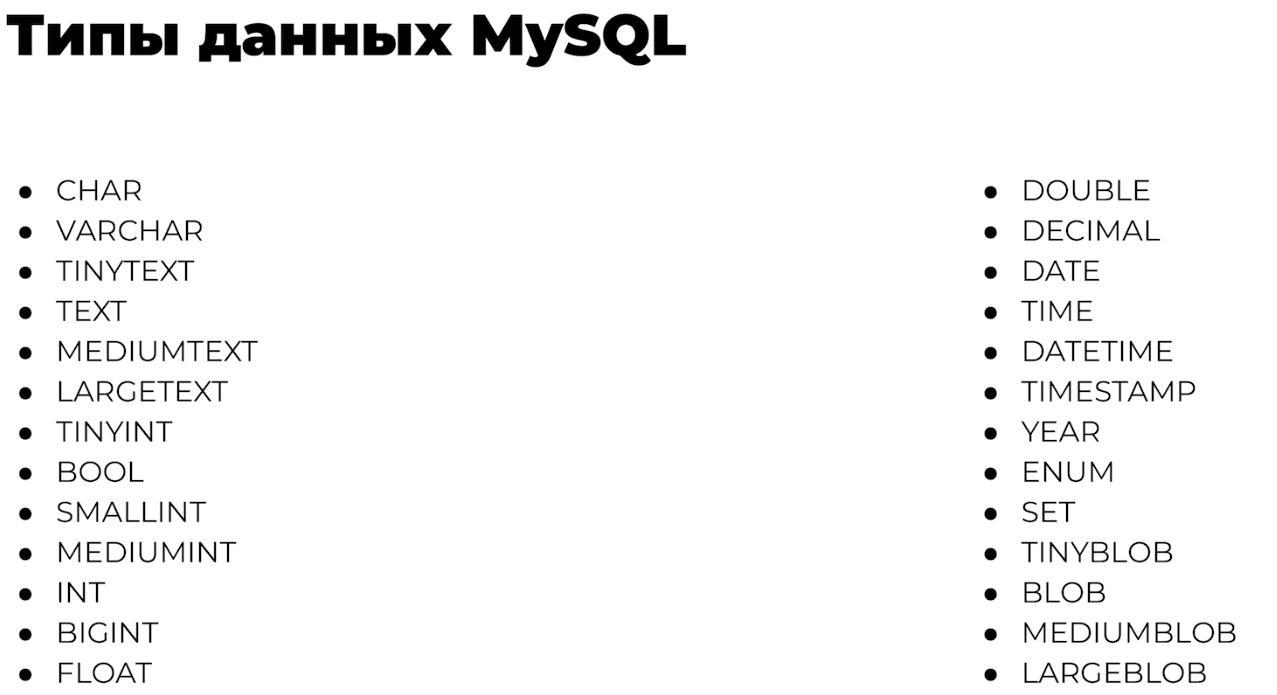 Типы данных MySQL
CHAR
VARCHAR
TINYTEXT
TEXT
MEDIUMTEXT
LARGETEXT
TINYINT
BOOL
SMALLINT
MEDIUMINT
INT
BIGINT
FLOAT
DOUBLE
DECIMAL
DATE
TIME
DATETIME
TIMESTAMP
YEAR
ENUM
SET
TINYBLOB
BLOB
MEDIUMBLOB
LARGEBLOB